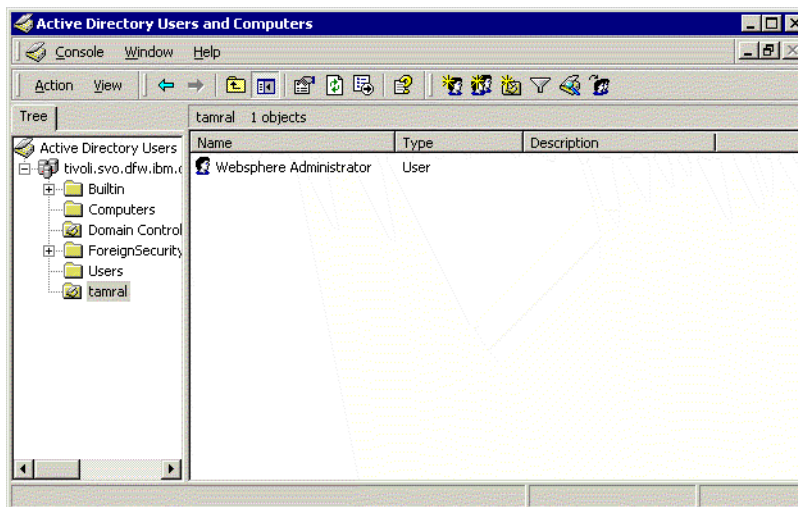 Active Directory Users and Computers
Console Window Help
Action View
Tree
tamral 1 objects
Name Type Description
Active Directory Users
tivoli.svo.dfw.ibm.c
Builtin
Computers
Domain Control
ForeignSecurity
Users
tamral
Websphere Administrator User